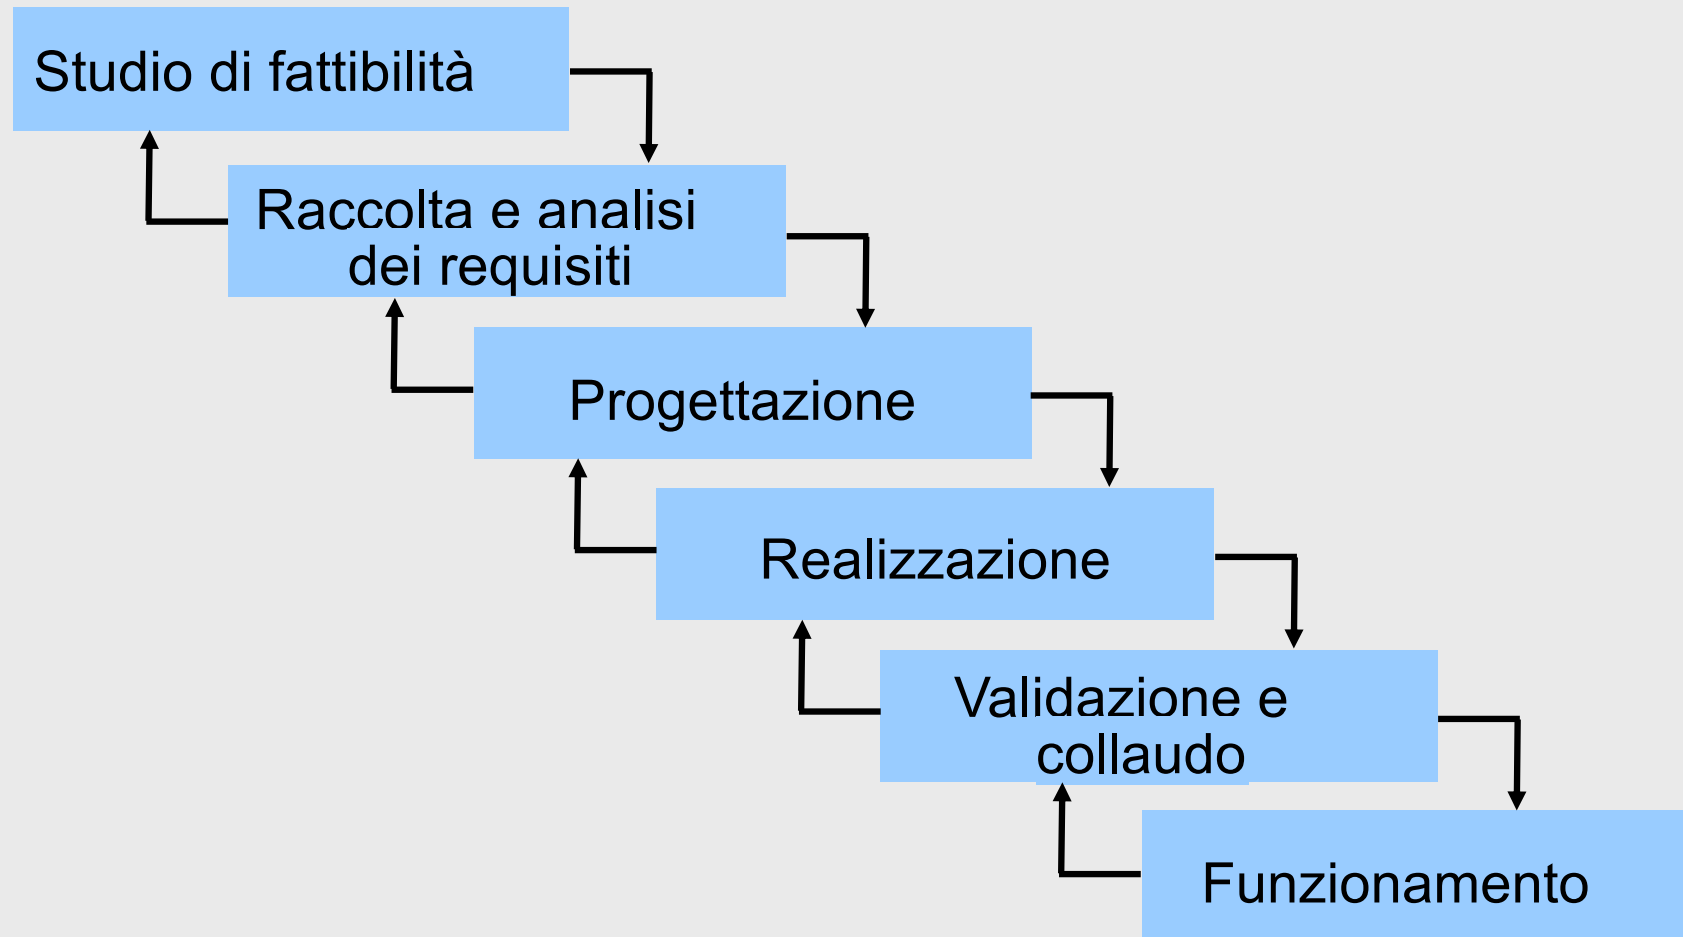 Studio di fattibilità
Raccolta e analisi
dei requisiti
Progettazione
Realizzazione
Validazione e
collaudo
Funzionamento